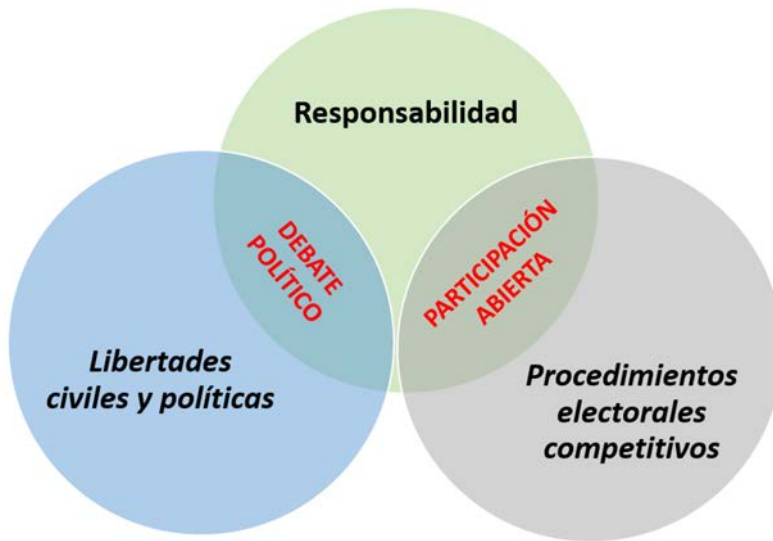 Responsabilidad
DEBATE
POLÍTICO
PARTICIPACIÓN
ABIERTA
Libertades
civiles y políticas
Procedimientos
electorales
competitivos